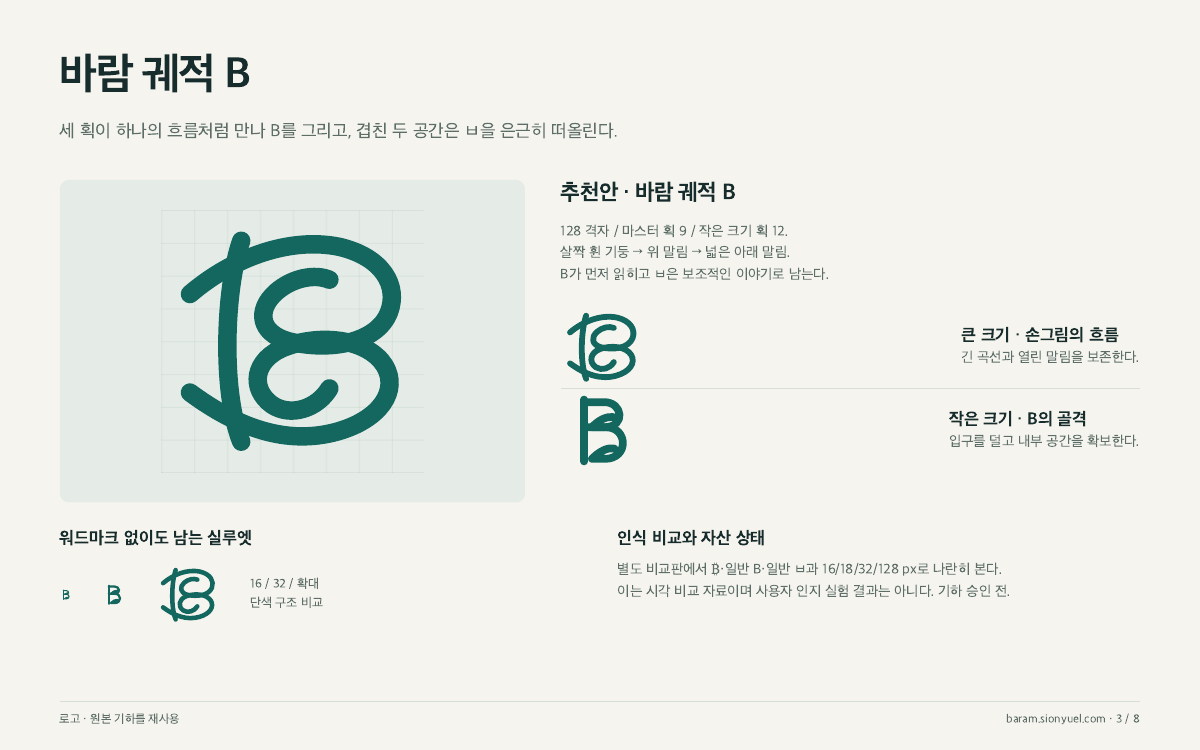 바람 궤적 B
세 획이 하나의 흐름처럼 만나 B를 그리고, 겹친 두 공간은 ㅂ을 은근히 떠올린다.
추천안 · 바람 궤적 B
128 격자 / 마스터 획 9 / 작은 크기 획 12.
살짝 휜 기둥 → 위 말림 → 넓은 아래 말림.
B가 먼저 읽히고 ㅂ은 보조적인 이야기로 남는다.
큰 크기 · 손그림의 흐름
긴 곡선과 열린 말림을 보존한다.
작은 크기 · B의 골격
입구를 덜고 내부 공간을 확보한다.
워드마크 없이도 남는 실루엣
16 / 32 / 확대
단색 구조 비교
인식 비교와 자산 상태
별도 비교판에서 ₿·일반 B·일반 ㅂ과 16/18/32/128 px로 나란히 본다.
이는 시각 비교 자료이며 사용자 인지 실험 결과는 아니다. 기하 승인 전.
로고 · 원본 기하를 재사용
baram.sionyuel.com · 3 / 8